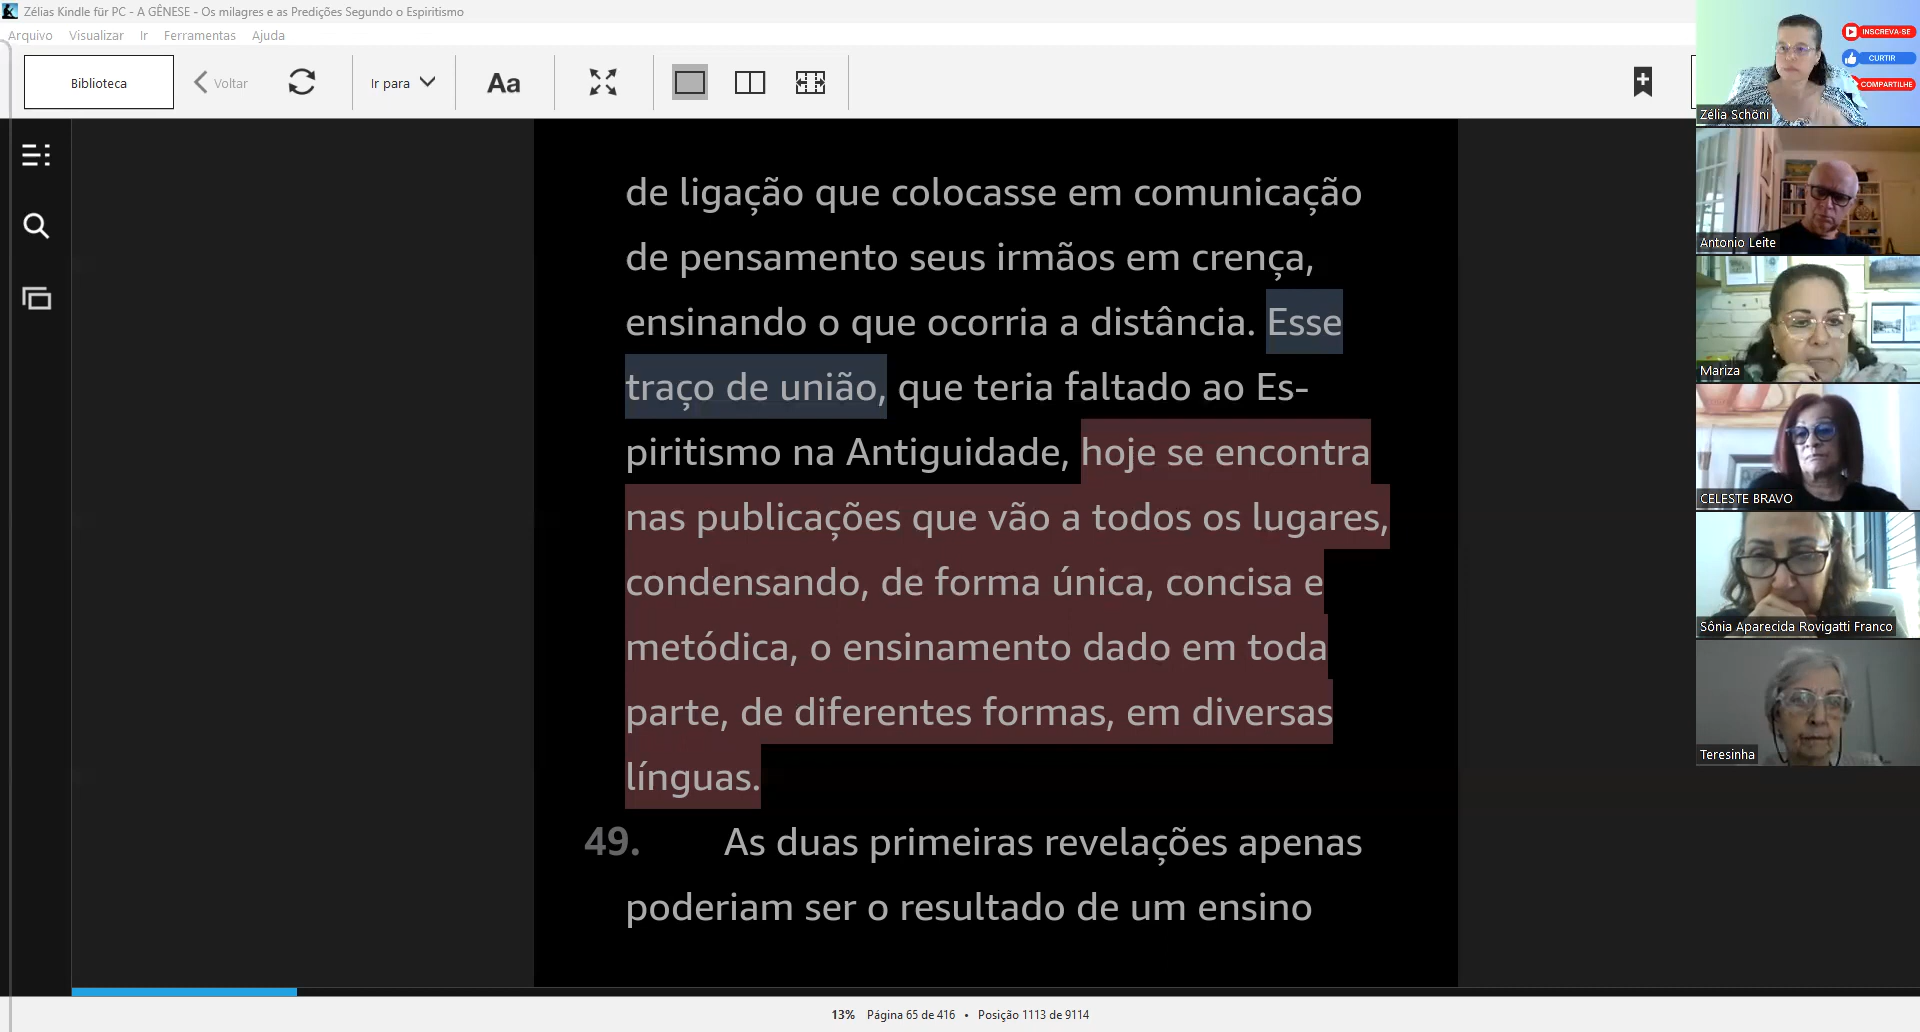 Zélias Kindle für PC - A GÊNESE - Os milagres e as Predições Segundo o Espiritismo
Arquivo Visualizar Ir Ferramentas Ajuda
Biblioteca Voltar Ir para Aa
de ligação que colocasse em comunicação
de pensamento seus irmãos em crença,
ensinando o que ocorria a distância. Esse
traço de união, que teria faltado ao Es-
piritismo na Antiguidade, hoje se encontra
nas publicações que vão a todos os lugares,
condensando, de forma única, concisa e
metódica, o ensinamento dado em toda
parte, de diferentes formas, em diversas
línguas.
49. As duas primeiras revelações apenas
poderiam ser o resultado de um ensino
13% Página 65 de 416 • Posição 1113 de 9114
INSCREVA-SE
CURTIR
COMPARTILHE
Zélia Schöni
Antonio Leite
Mariza
CELESTE BRAVO
Sônia Aparecida Rovigatti Franco
Teresinha